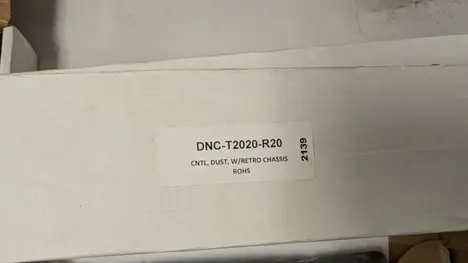 DNC-T2020-R20
CNTL, DUST, W/RETRO CHASSIS
ROHS
2139